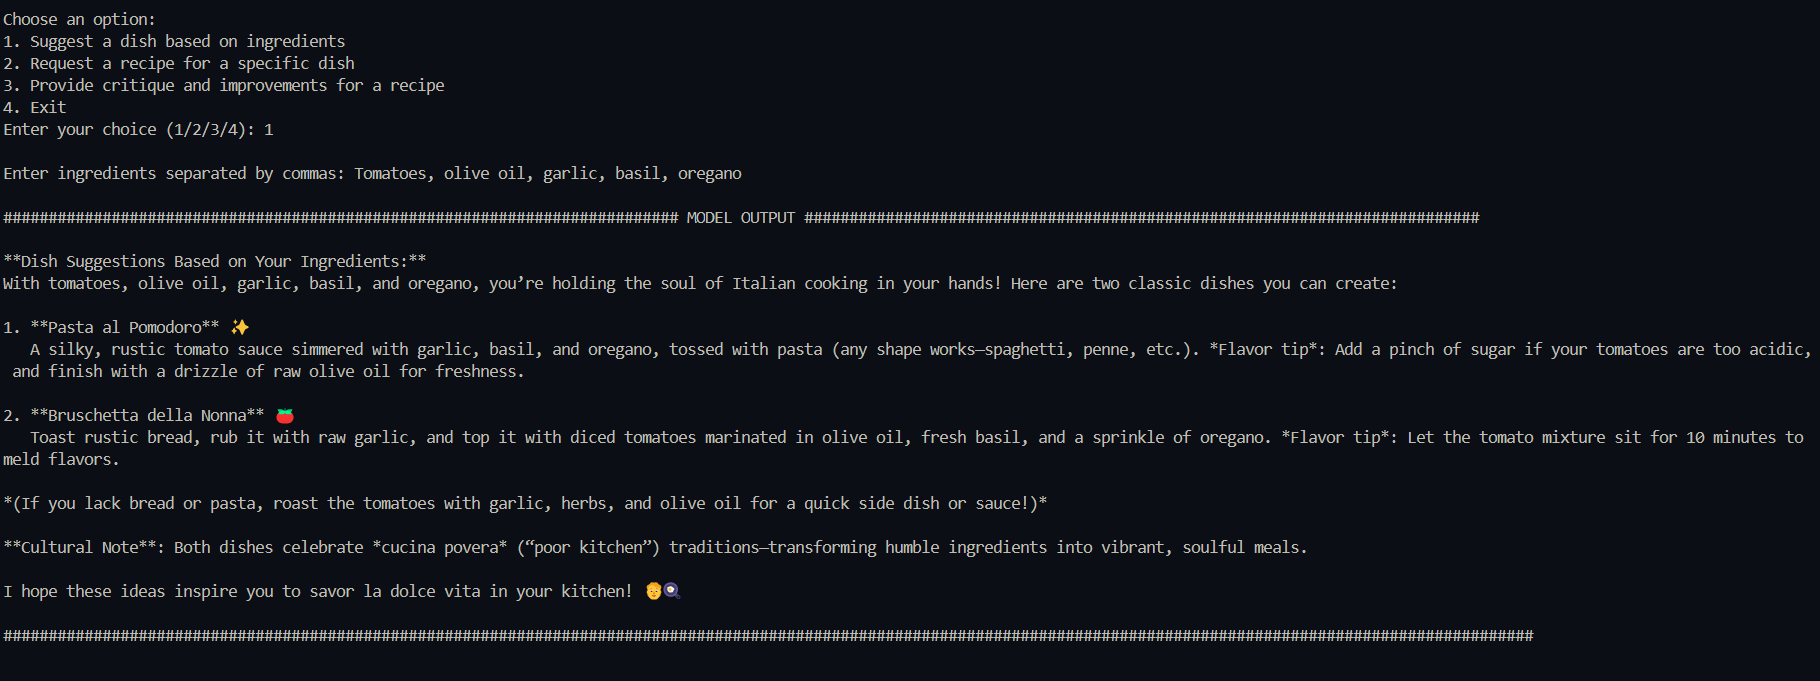 Choose an option:
1. Suggest a dish based on ingredients
2. Request a recipe for a specific dish
3. Provide critique and improvements for a recipe
4. Exit
Enter your choice (1/2/3/4): 1
Enter ingredients separated by commas: Tomatoes, olive oil, garlic, basil, oregano
########################################################################### MODEL OUTPUT ###########################################################################
**Dish Suggestions Based on Your Ingredients:**
With tomatoes, olive oil, garlic, basil, and oregano, you’re holding the soul of Italian cooking in your hands! Here are two classic dishes you can create:
1. **Pasta al Pomodoro** ✨
A silky, rustic tomato sauce simmered with garlic, basil, and oregano, tossed with pasta (any shape works—spaghetti, penne, etc.). *Flavor tip*: Add a pinch of sugar if your tomatoes are too acidic,
and finish with a drizzle of raw olive oil for freshness.
2. **Bruschetta della Nonna** 🍅
Toast rustic bread, rub it with raw garlic, and top it with diced tomatoes marinated in olive oil, fresh basil, and a sprinkle of oregano. *Flavor tip*: Let the tomato mixture sit for 10 minutes to
meld flavors.
*(If you lack bread or pasta, roast the tomatoes with garlic, herbs, and olive oil for a quick side dish or sauce!)*
**Cultural Note**: Both dishes celebrate *cucina povera* (“poor kitchen”) traditions—transforming humble ingredients into vibrant, soulful meals.
I hope these ideas inspire you to savor la dolce vita in your kitchen! 🧑🍳
##########################################################################################################################################################################